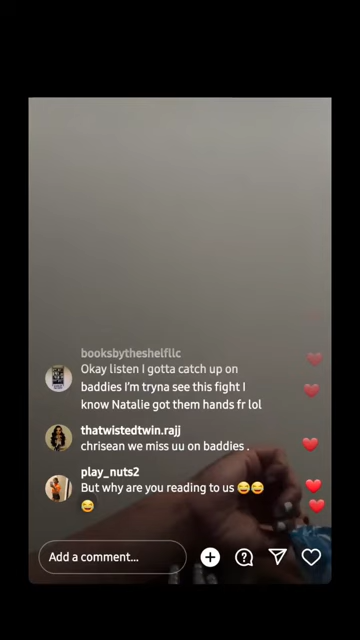 booksbytheshelfllc
Okay listen I gotta catch up on
baddies I'm tryna see this fight I
know Natalie got them hands fr lol
thatwistedtwin.rajj
chrisean we miss uu on baddies .
play_nuts2
But why are you reading to us 😂😂
😂
Add a comment...